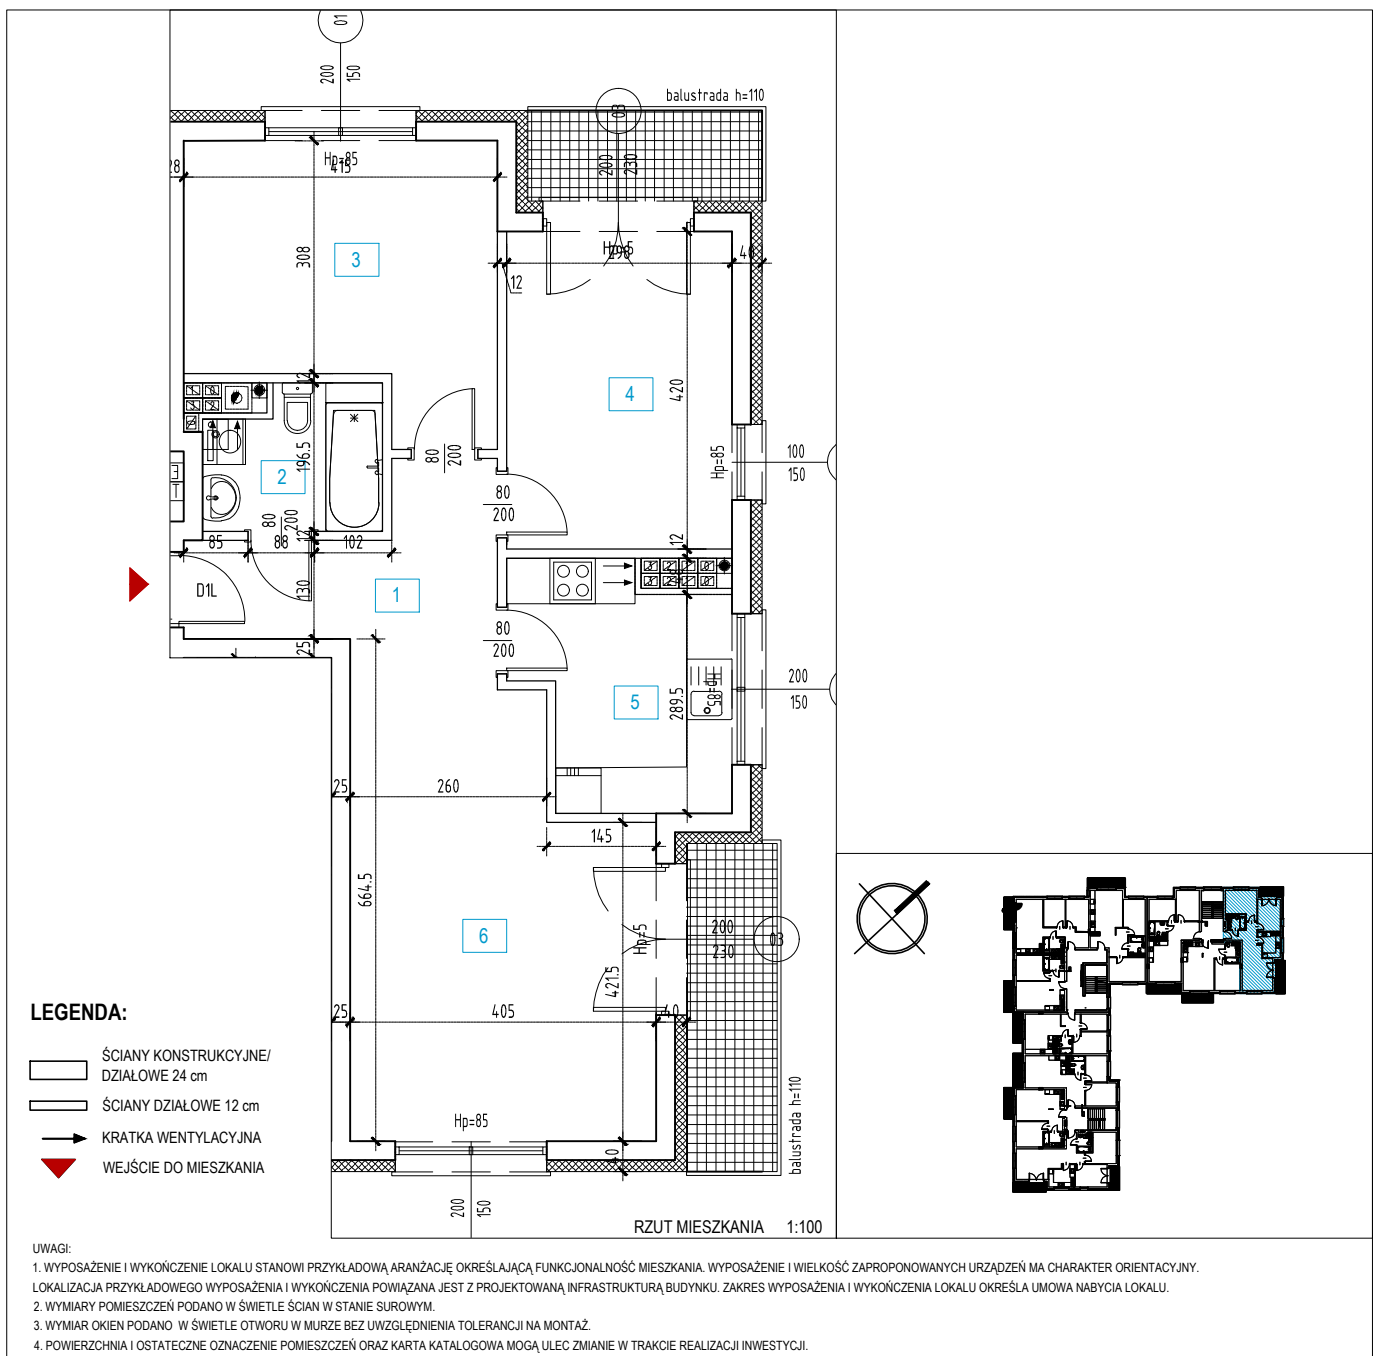 01
200
150
balustrada h=110
03
200
230
Hp=85
415
28
308
3
Hp=5
298
40
12
4
420
12
2
196.5
80
200
80
200
80
200
Hp=85
100
150
E
T
85
88
12
102
12
D1L
130
1
25
80
200
5
289.5
Hp=85
200
150
25
260
145
664.5
6
Hp=5
200
230
03
421.5
25
405
40
Hp=85
40
balustrada h=110
200
150
RZUT MIESZKANIA 1:100
LEGENDA:
ŚCIANY KONSTRUKCYJNE/
DZIAŁOWE 24 cm
ŚCIANY DZIAŁOWE 12 cm
KRATKA WENTYLACYJNA
WEJŚCIE DO MIESZKANIA
UWAGI:
1. WYPOSAŻENIE I WYKOŃCZENIE LOKALU STANOWI PRZYKŁADOWĄ ARANŻACJĘ OKREŚLAJĄCĄ FUNKCJONALNOŚĆ MIESZKANIA. WYPOSAŻENIE I WIELKOŚĆ ZAPROPONOWANYCH URZĄDZEŃ MA CHARAKTER ORIENTACYJNY.
LOKALIZACJA PRZYKŁADOWEGO WYPOSAŻENIA I WYKOŃCZENIA POWIĄZANA JEST Z PROJEKTOWANĄ INFRASTRUKTURĄ BUDYNKU. ZAKRES WYPOSAŻENIA I WYKOŃCZENIA LOKALU OKREŚLA UMOWA NABYCIA LOKALU.
2. WYMIARY POMIESZCZEŃ PODANO W ŚWIETLE ŚCIAN W STANIE SUROWYM.
3. WYMIAR OKIEN PODANO W ŚWIETLE OTWORU W MURZE BEZ UWZGLĘDNIENIA TOLERANCJI NA MONTAŻ.
4. POWIERZCHNIA I OSTATECZNE OZNACZENIE POMIESZCZEŃ ORAZ KARTA KATALOGOWA MOGĄ ULEC ZMIANIE W TRAKCIE REALIZACJI INWESTYCJI.